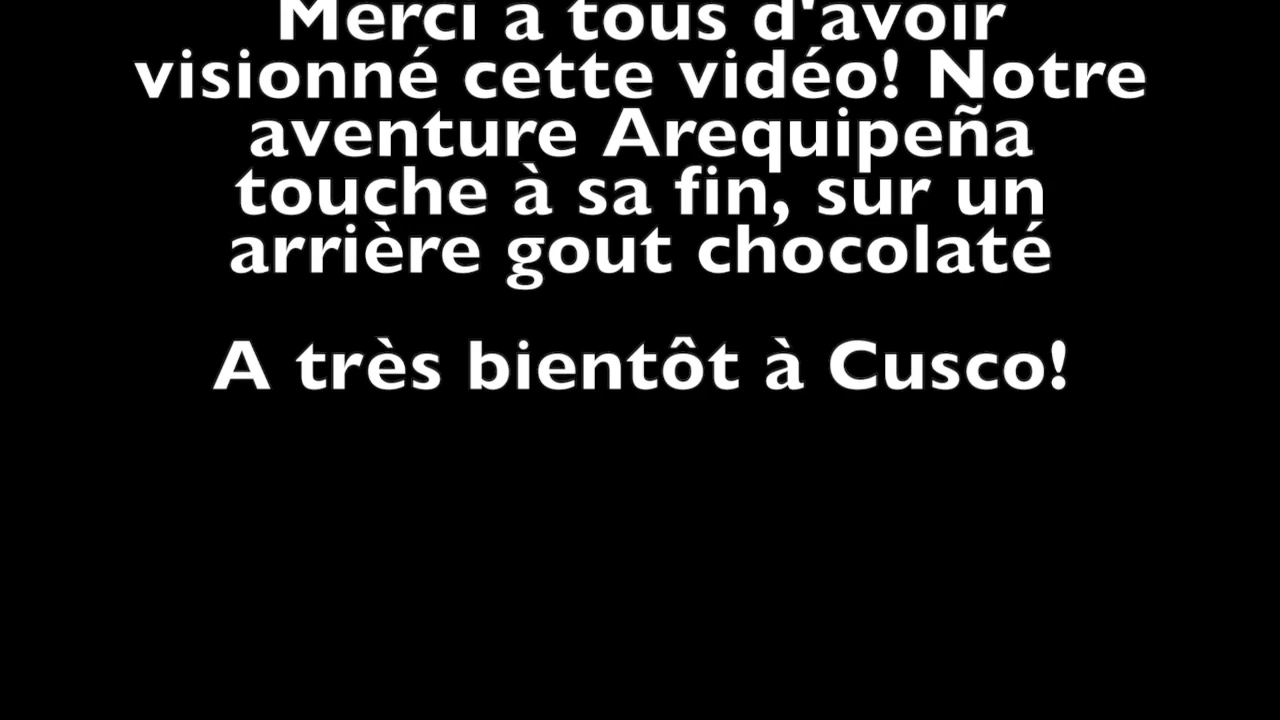 Merci à tous d'avoir
visionné cette vidéo! Notre
aventure Arequipeña
touche à sa fin, sur un
arrière gout chocolaté
A très bientôt à Cusco!